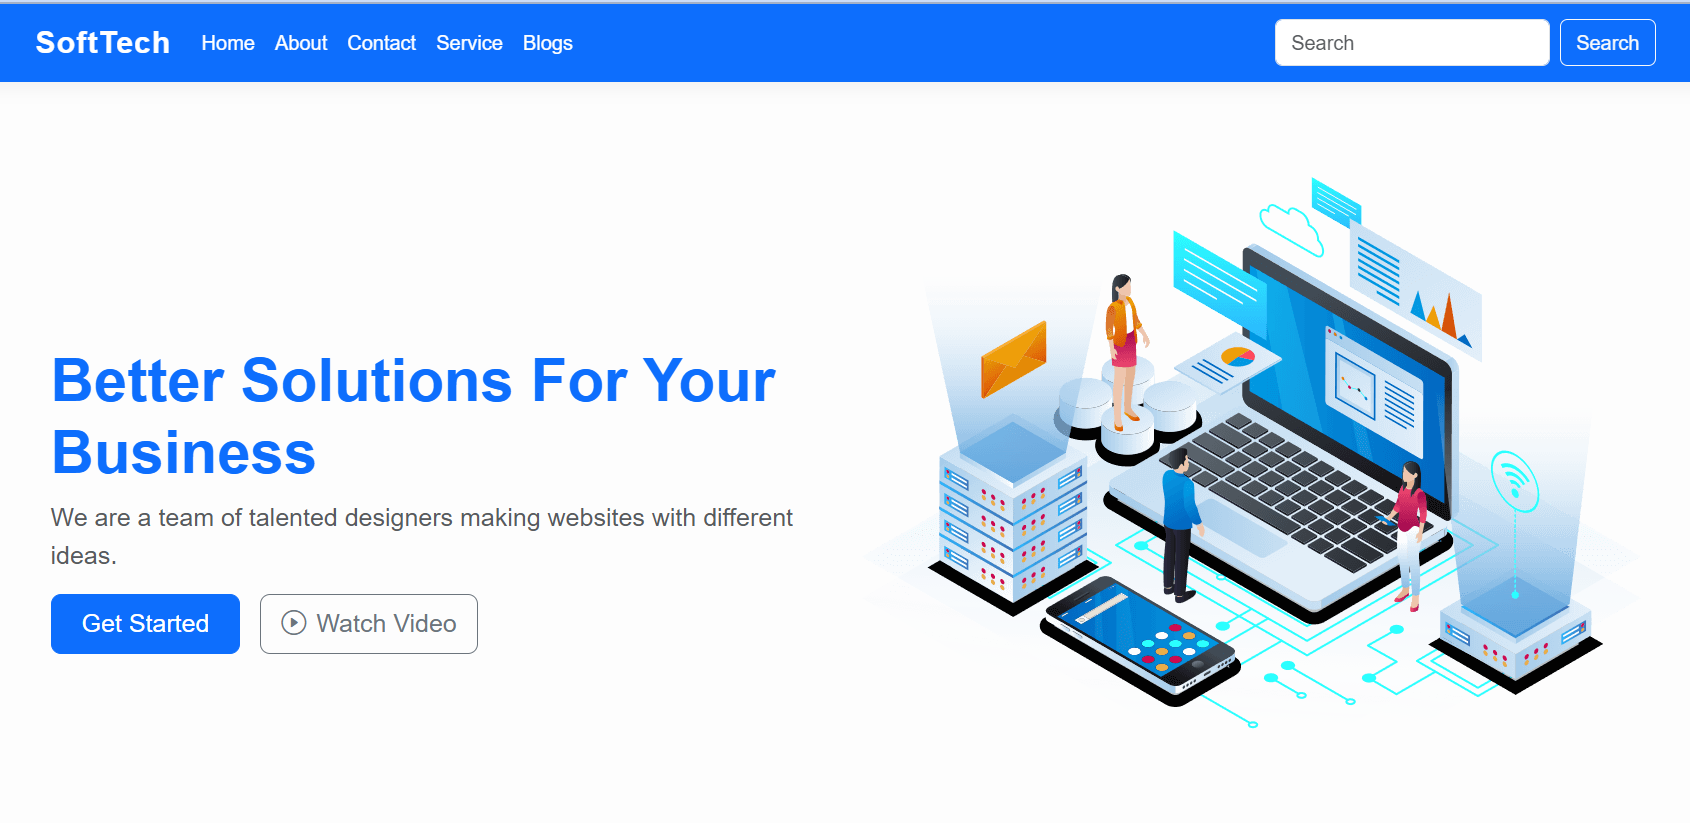 SoftTech Home About Contact Service Blogs Search Search
Better Solutions For Your
Business
We are a team of talented designers making websites with different
ideas.
Get Started Watch Video